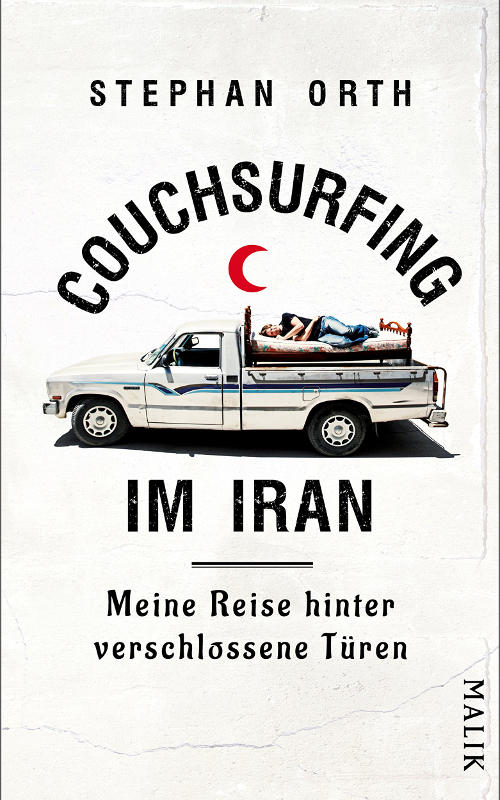 STEPHAN ORTH
COUCHSURFING
IM IRAN
Meine Reise hinter
verschlossene Türen
MALIK